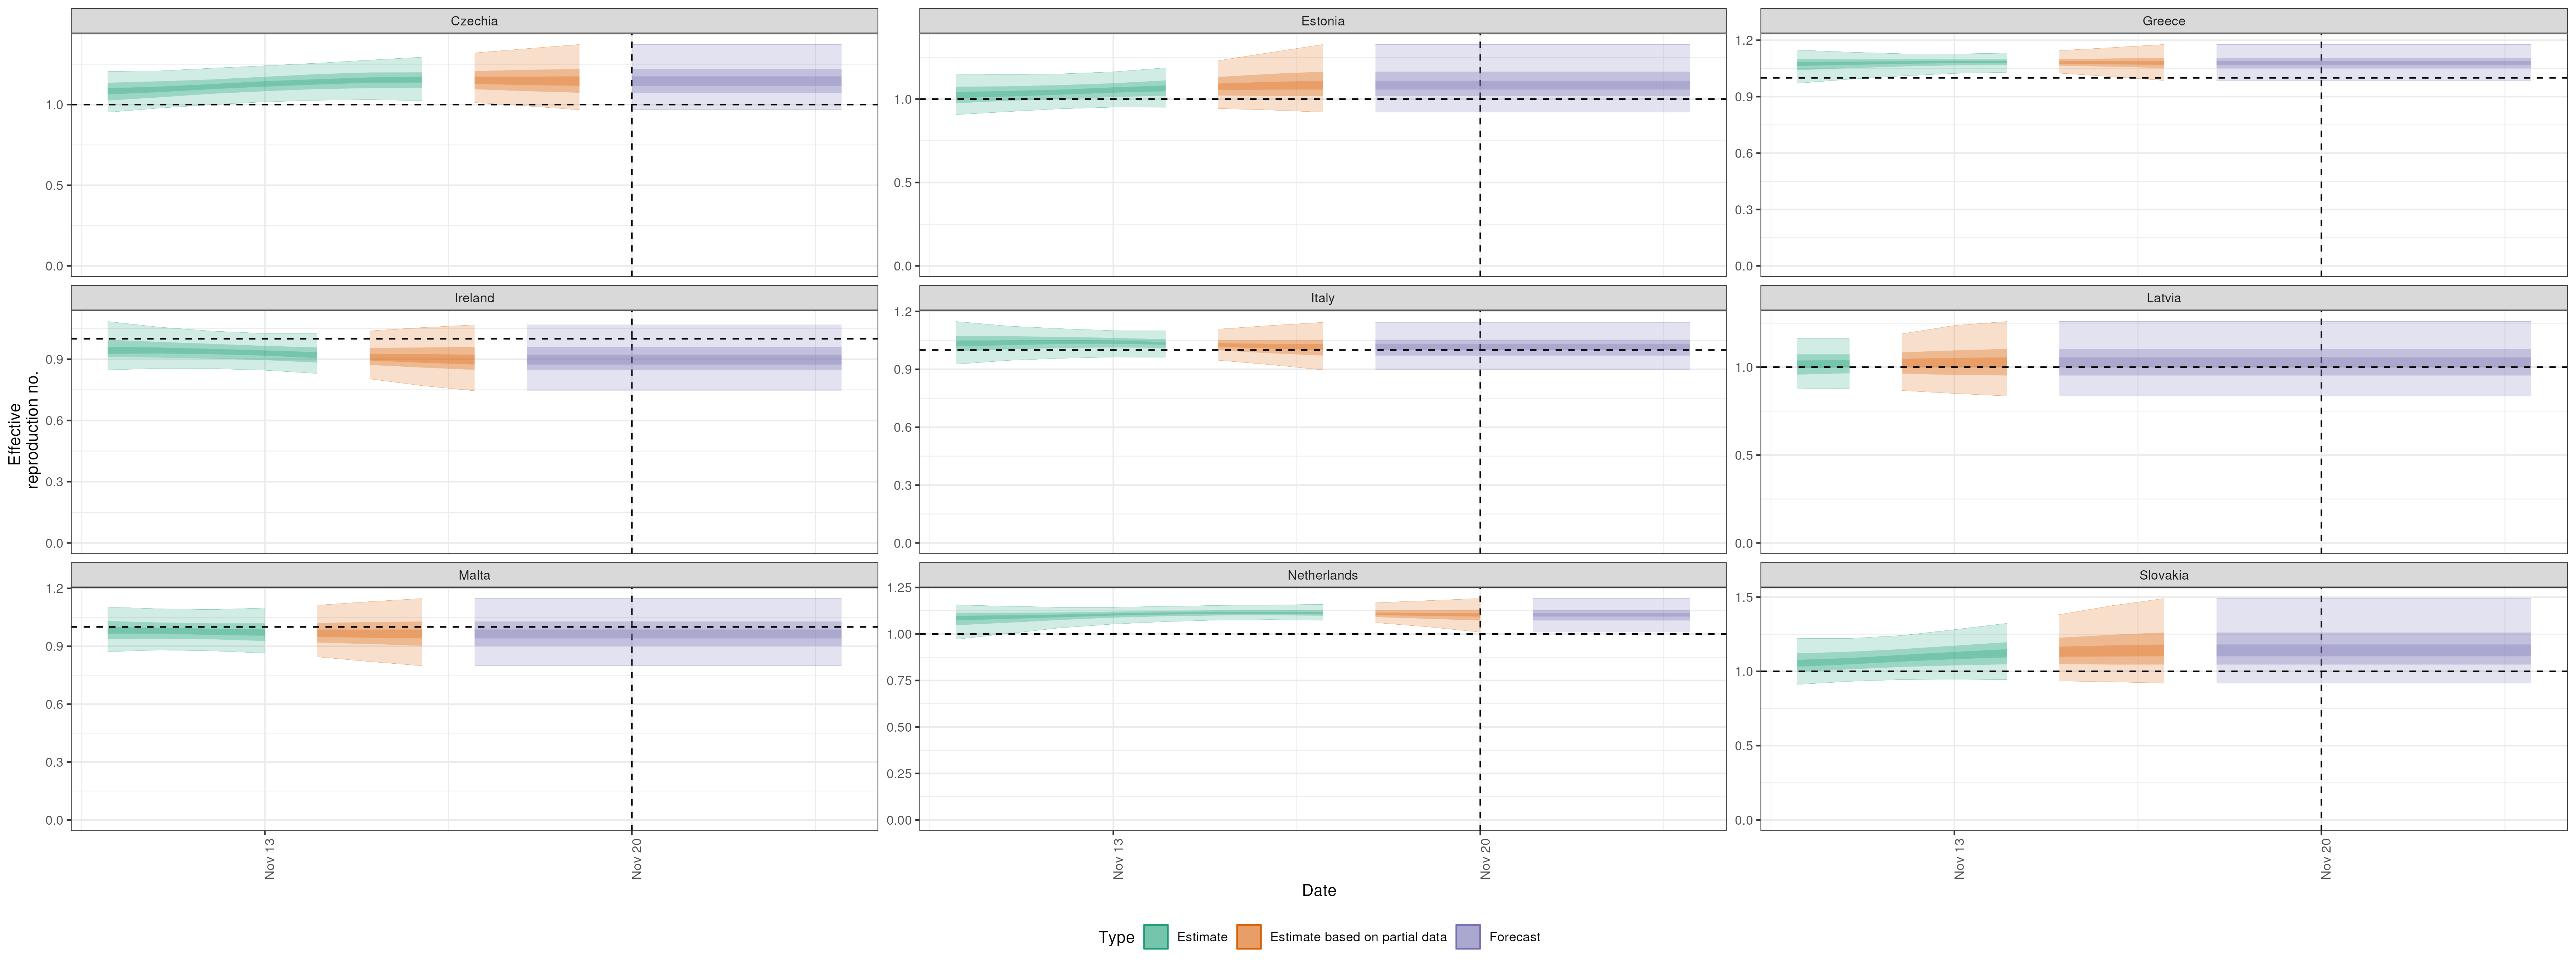 Czechia
Estonia
Greece
1.0
0.5
0.0
1.0
0.5
0.0
1.2
0.9
0.6
0.3
0.0
Ireland
Italy
Latvia
0.9
0.6
0.3
0.0
1.2
0.9
0.6
0.3
0.0
1.0
0.5
0.0
Malta
Netherlands
Slovakia
1.2
0.9
0.6
0.3
0.0
1.25
1.00
0.75
0.50
0.25
0.00
1.5
1.0
0.5
0.0
Effective
reproduction no.
Nov 13
Nov 20
Nov 13
Nov 20
Nov 13
Nov 20
Date
Type Estimate Estimate based on partial data Forecast